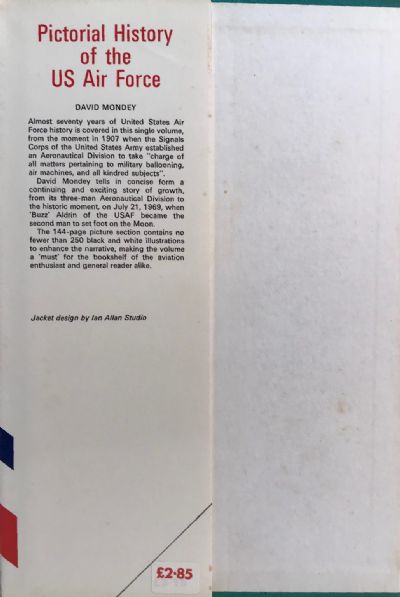 Pictorial History
of the
US Air Force
DAVID MONDEY
Almost seventy years of United States Air
Force history is covered in this single volume,
from the moment in 1907 when the Signals
Corps of the United States Army established
an Aeronautical Division to take "charge of
all matters pertaining to military ballooning,
air machines, and all kindred subjects".
David Mondey tells in concise form a
continuing and exciting story of growth,
from its three-man Aeronautical Division to
the historic moment, on July 21, 1969, when
'Buzz' Aldrin of the USAF became the
second man to set foot on the Moon.
The 144-page picture section contains no
fewer than 250 black and white illustrations
to enhance the narrative, making the volume
a 'must' for the bookshelf of the aviation
enthusiast and general reader alike.
Jacket design by Ian Allan Studio
£2·85